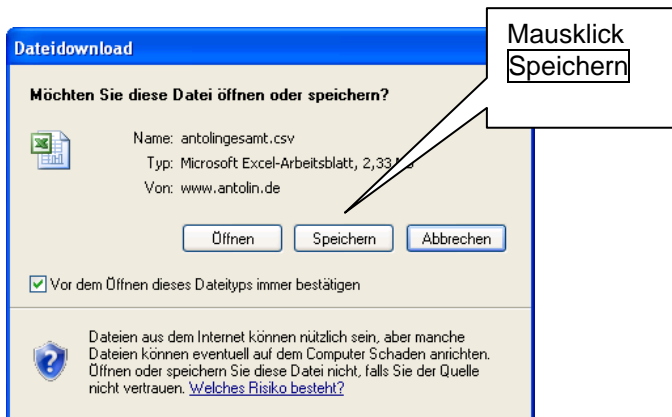 Dateidownload
Mausklick
Speichern
Möchten Sie diese Datei öffnen oder speichern?
Name: antolingesamt.csv
Typ: Microsoft Excel-Arbeitsblatt, 2,33
Von: www.antolin.de
Öffnen Speichern Abbrechen
Vor dem Öffnen dieses Dateityps immer bestätigen
Dateien aus dem Internet können nützlich sein, aber manche
Dateien können eventuell auf dem Computer Schaden anrichten.
Öffnen oder speichern Sie diese Datei nicht, falls Sie der Quelle
nicht vertrauen. Welches Risiko besteht?